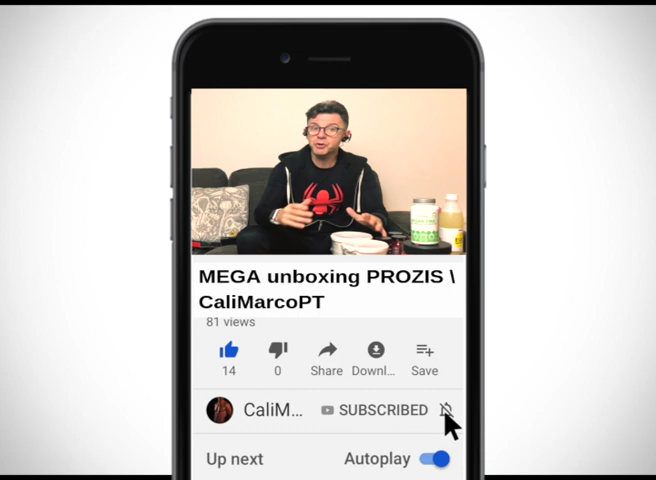 MEGA unboxing PROZIS \
CaliMarcoPT
81 views
14
0
Share
Downl...
Save
CaliM...
SUBSCRIBED
Up next
Autoplay